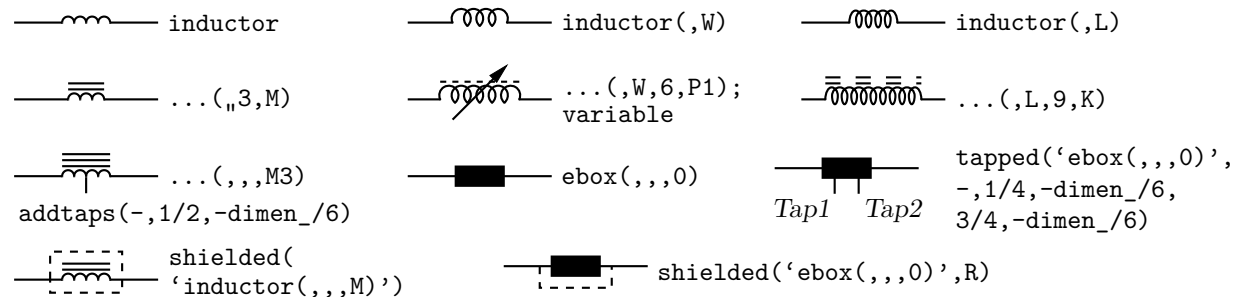 inductor
inductor(,W)
inductor(,L)
...(„3,M)
...(,W,6,P1);
variable
...(,L,9,K)
...(,,,M3)
addtaps(-,1/2,-dimen_/6)
ebox(,,,0)
tapped(‘ebox(,,,0)’,
-,1/4,-dimen_/6,
3/4,-dimen_/6)
Tap1 Tap2
shielded(
‘inductor(,,,M)’)
shielded(‘ebox(,,,0)’,R)